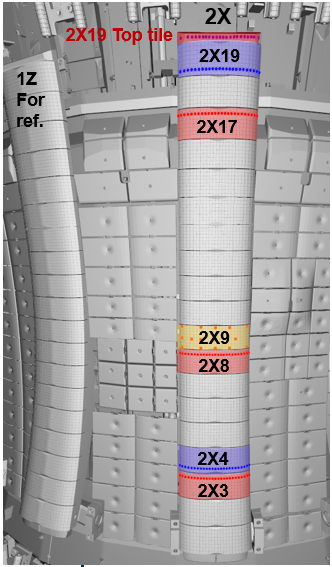 2X
2X19 Top tile
2X19
1Z
For
ref.
2X17
2X9
2X8
2X4
2X3